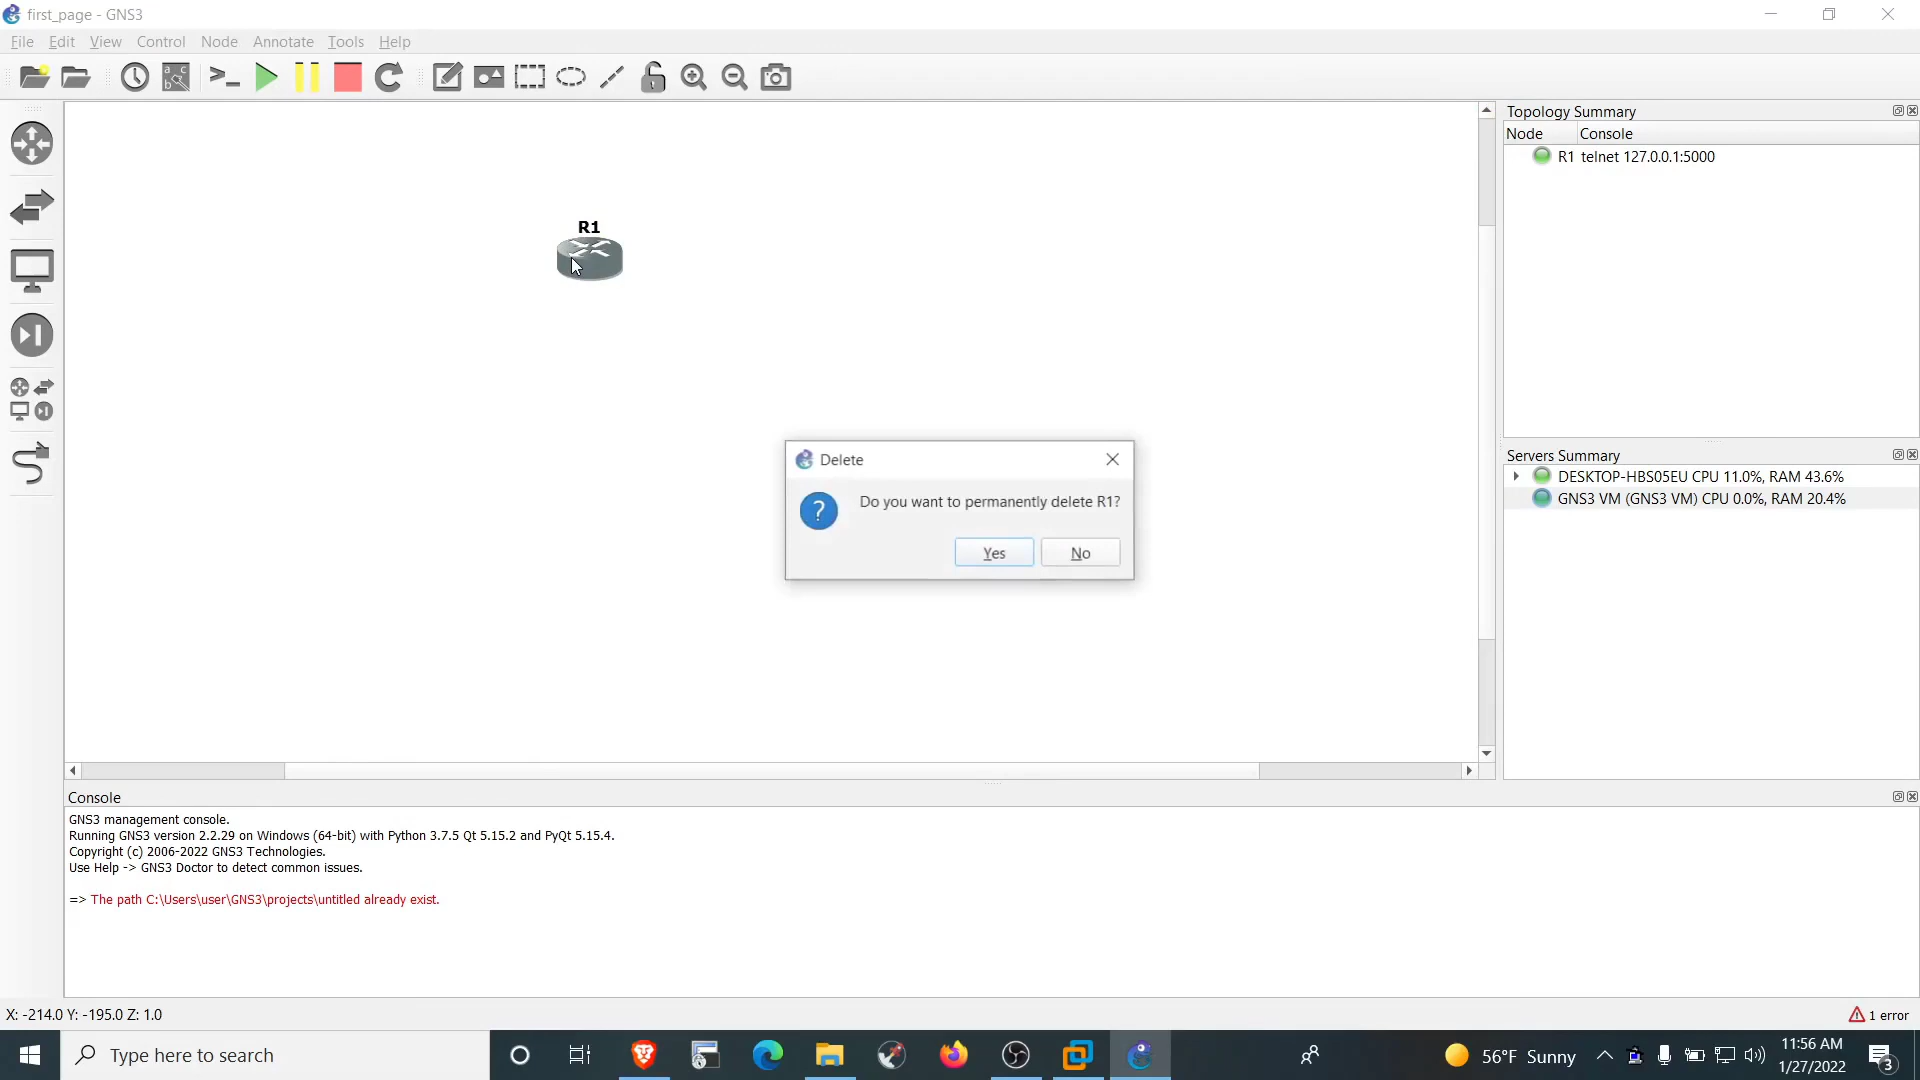 first_page - GNS3
File Edit View Control Node Annotate Tools Help
Topology Summary
Node Console
R1 telnet 127.0.0.1:5000
R1
Delete
Do you want to permanently delete R1?
Yes No
Servers Summary
DESKTOP-HBS05EU CPU 11.0%, RAM 43.6%
GNS3 VM (GNS3 VM) CPU 0.0%, RAM 20.4%
Console
GNS3 management console.
Running GNS3 version 2.2.29 on Windows (64-bit) with Python 3.7.5 Qt 5.15.2 and PyQt 5.15.4.
Copyright (c) 2006-2022 GNS3 Technologies.
Use Help -> GNS3 Doctor to detect common issues.
=> The path C:\Users\user\GNS3\projects\untitled already exist.
X: -214.0 Y: -195.0 Z: 1.0
1 error
Type here to search
56°F Sunny
11:56 AM
1/27/2022
3